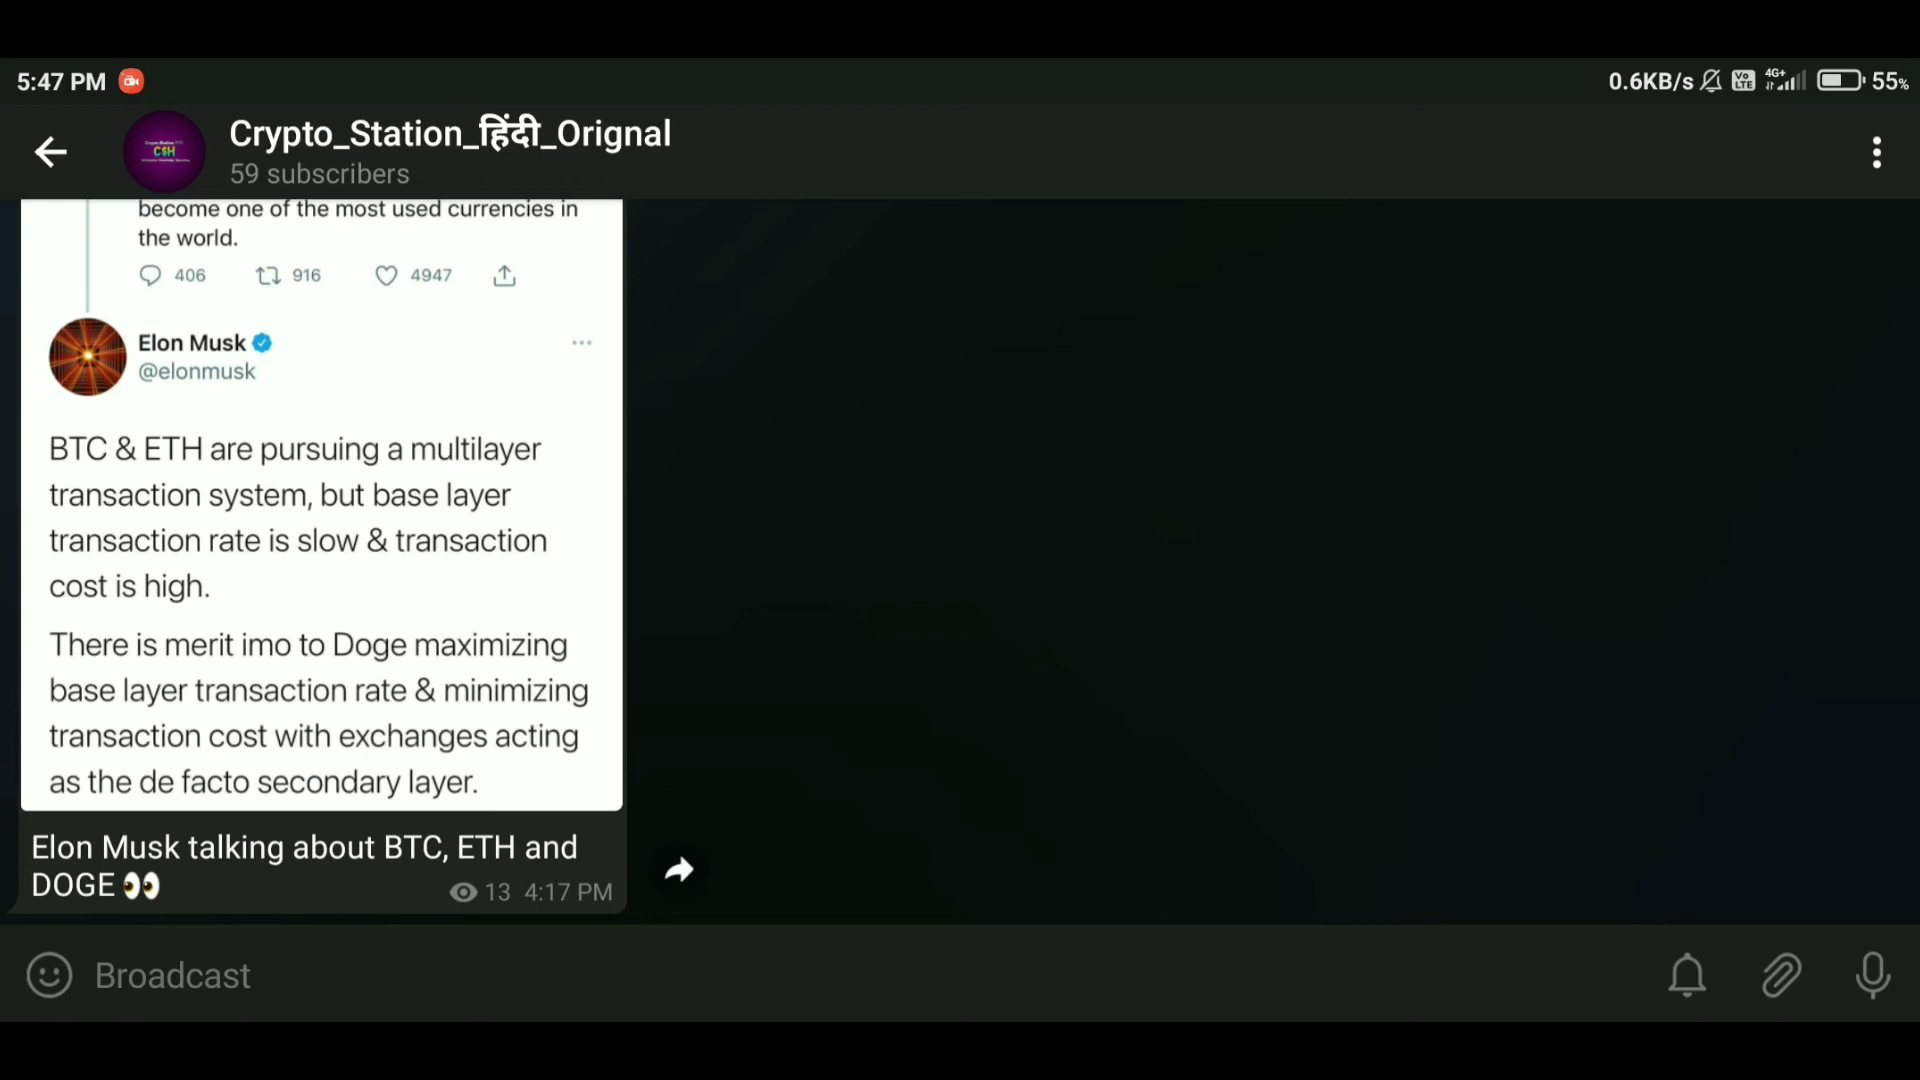 5:47 PM
0.6KB/s Vo LTE 4G+ 55%
Crypto_Station_हिंदी_Orignal
CSH
59 subscribers
become one of the most used currencies in
the world.
406 916 4947
Elon Musk
@elonmusk
BTC & ETH are pursuing a multilayer
transaction system, but base layer
transaction rate is slow & transaction
cost is high.
There is merit imo to Doge maximizing
base layer transaction rate & minimizing
transaction cost with exchanges acting
as the de facto secondary layer.
Elon Musk talking about BTC, ETH and
DOGE 👀
13 4:17 PM
Broadcast